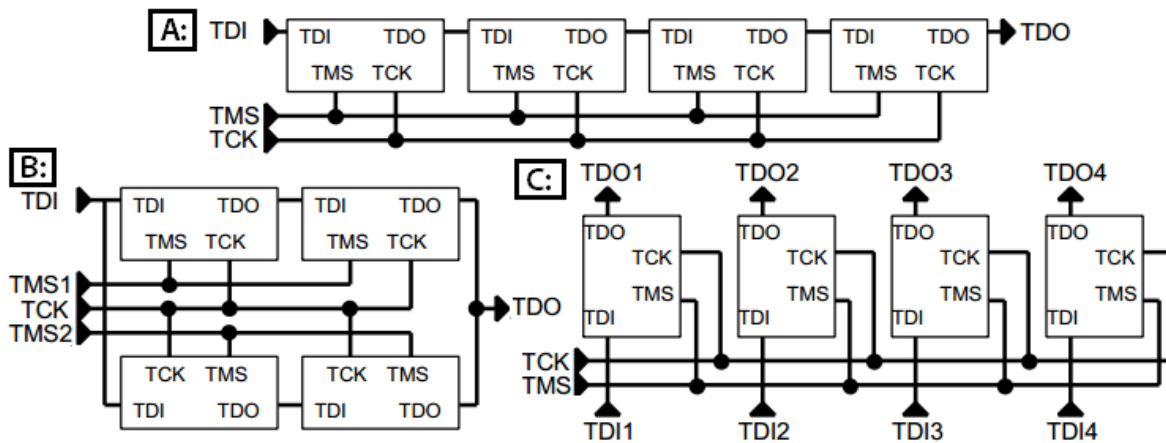 A: TDI TDI TDO TDI TDO TDI TDO TDI TDO TDO
TMS TCK TMS TCK TMS TCK TMS TCK
TMS
TCK
B:
TDI TDI TDO TDI TDO
TMS TCK TMS TCK
TMS1
TCK
TMS2
TDO
TCK TMS TCK TMS
TDI TDO TDI TDO
C: TDO1 TDO2 TDO3 TDO4
TDO TDO TDO TDO
TCK TCK TCK TCK
TMS TMS TMS TMS
TDI TDI TDI TDI
TCK
TMS
TDI1 TDI2 TDI3 TDI4